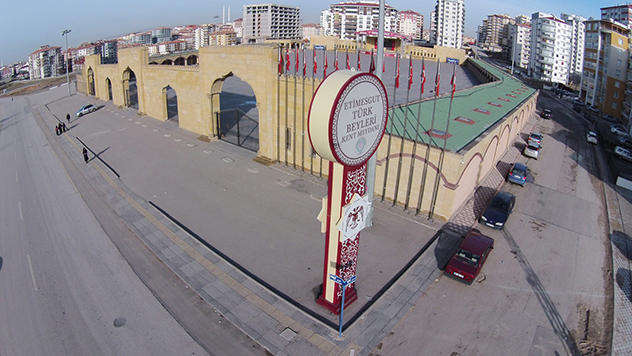 ETİMESGUT
TÜRK
BEYLERİ
KENT MEYDANI